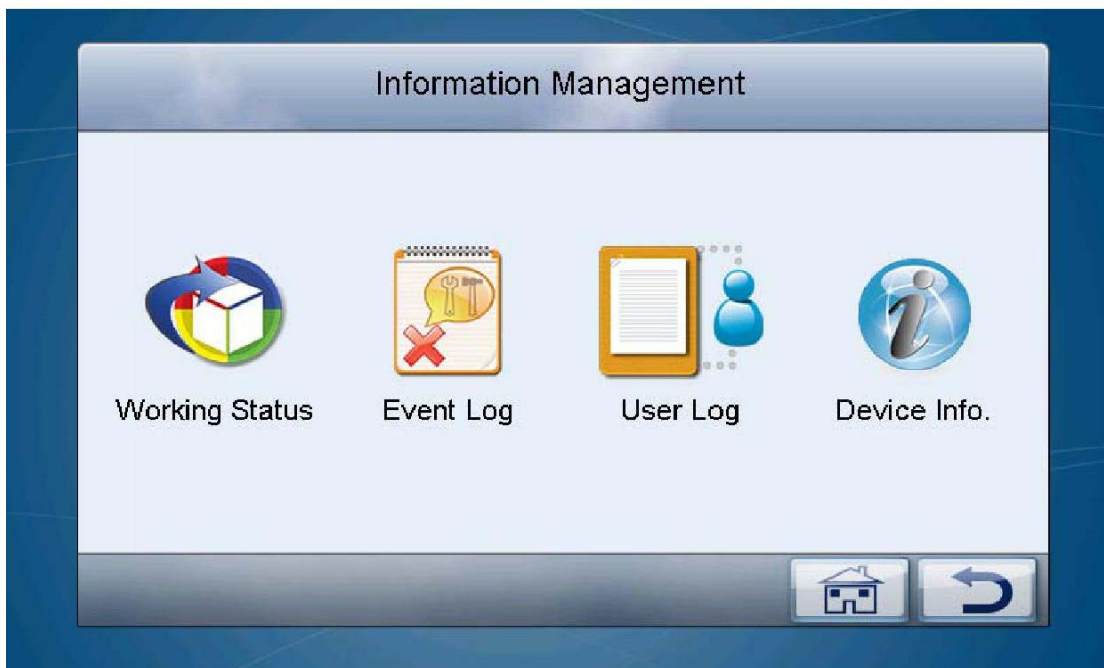 Information Management
Working Status Event Log User Log Device Info.